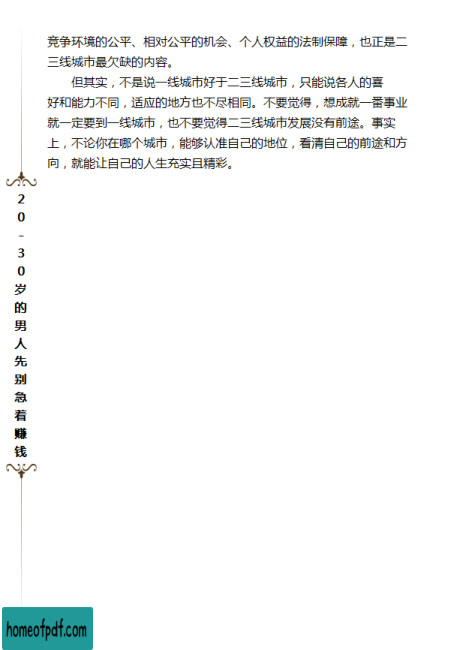 竞争环境的公平、相对公平的机会、个人权益的法制保障，也正是二
三线城市最欠缺的内容。
但其实，不是说一线城市好于二三线城市，只能说各人的喜
好和能力不同，适应的地方也不尽相同。不要觉得，想成就一番事业
就一定要到一线城市，也不要觉得二三线城市发展没有前途。事实
上，不论你在哪个城市，能够认准自己的地位，看清自己的前途和方
向，就能让自己的人生充实且精彩。
20-30岁的男人先别急着赚钱
homeofpdf.com